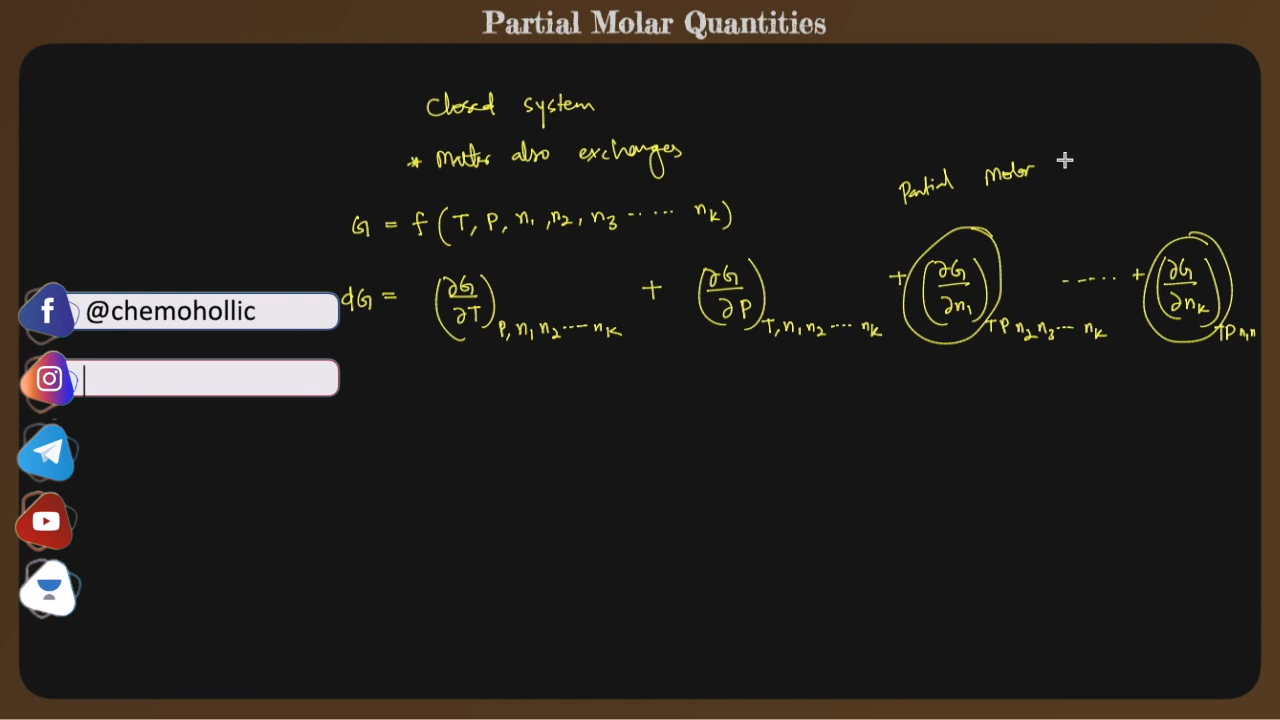 Partial Molar Quantities
Closed system
* Matter also exchanges
Partial Molar
G = f (T, P, n₁, n₂, n₃ ------ nₖ)
dG = (∂G/∂T)P, n₁ n₂ ---- nₖ + (∂G/∂P)T, n₁ n₂ ---- nₖ + (∂G/∂n₁)T P n₂ n₃ --- nₖ ----- + (∂G/∂nₖ)T P n₁ n
@chemohollic